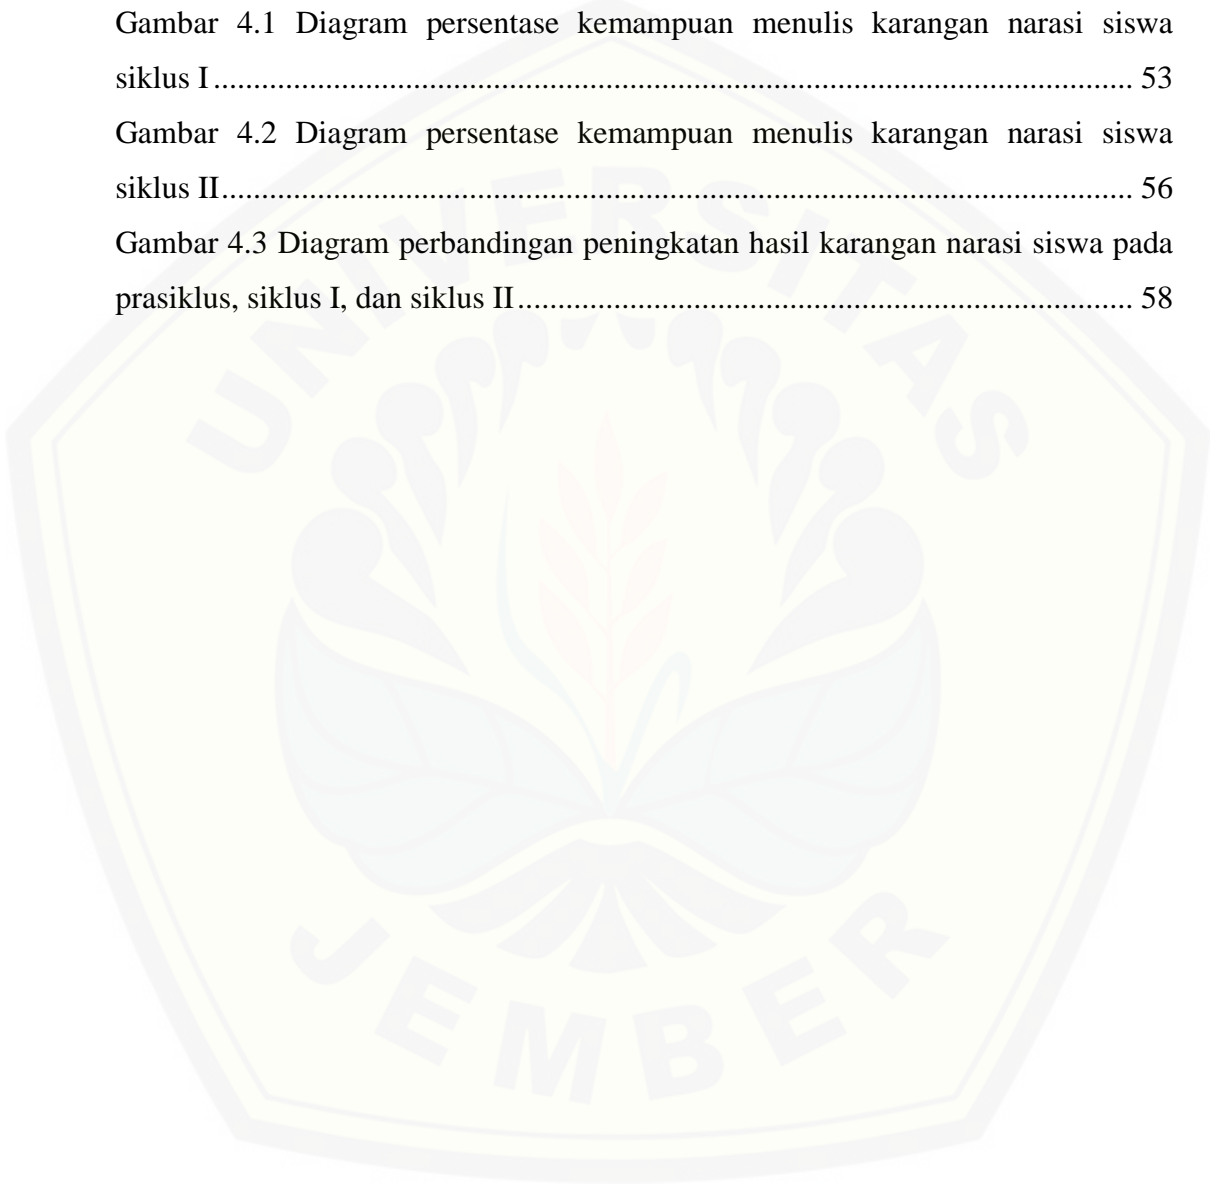 Gambar 4.1 Diagram persentase kemampuan menulis karangan narasi siswa
siklus I .................................................................................................................. 53
Gambar 4.2 Diagram persentase kemampuan menulis karangan narasi siswa
siklus II................................................................................................................. 56
Gambar 4.3 Diagram perbandingan peningkatan hasil karangan narasi siswa pada
prasiklus, siklus I, dan siklus II ............................................................................ 58
UNIVERSITAS
JEMBER